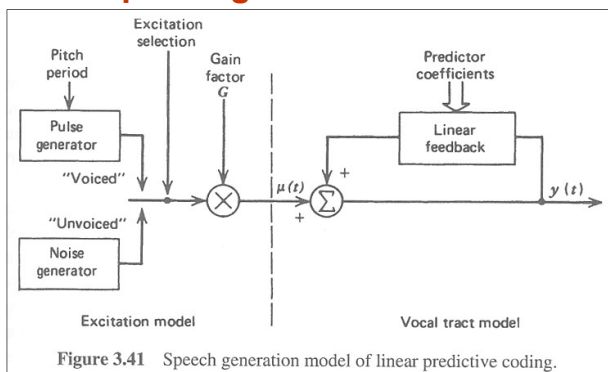 Excitation
selection
Pitch
period
Gain
factor
G
Predictor
coefficients
Pulse
generator
Linear
feedback
"Voiced"
+
μ(t)
Σ
y(t)
+
"Unvoiced"
Noise
generator
Excitation model
Vocal tract model
Figure 3.41 Speech generation model of linear predictive coding.